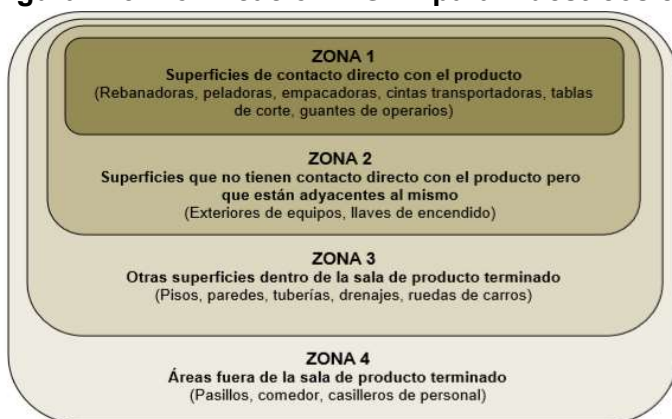 ZONA 1
Superficies de contacto directo con el producto
(Rebanadoras, peladoras, empacadoras, cintas transportadoras, tablas
de corte, guantes de operarios)
ZONA 2
Superficies que no tienen contacto directo con el producto pero
que están adyacentes al mismo
(Exteriores de equipos, llaves de encendido)
ZONA 3
Otras superficies dentro de la sala de producto terminado
(Pisos, paredes, tuberías, drenajes, ruedas de carros)
ZONA 4
Áreas fuera de la sala de producto terminado
(Pasillos, comedor, casilleros de personal)